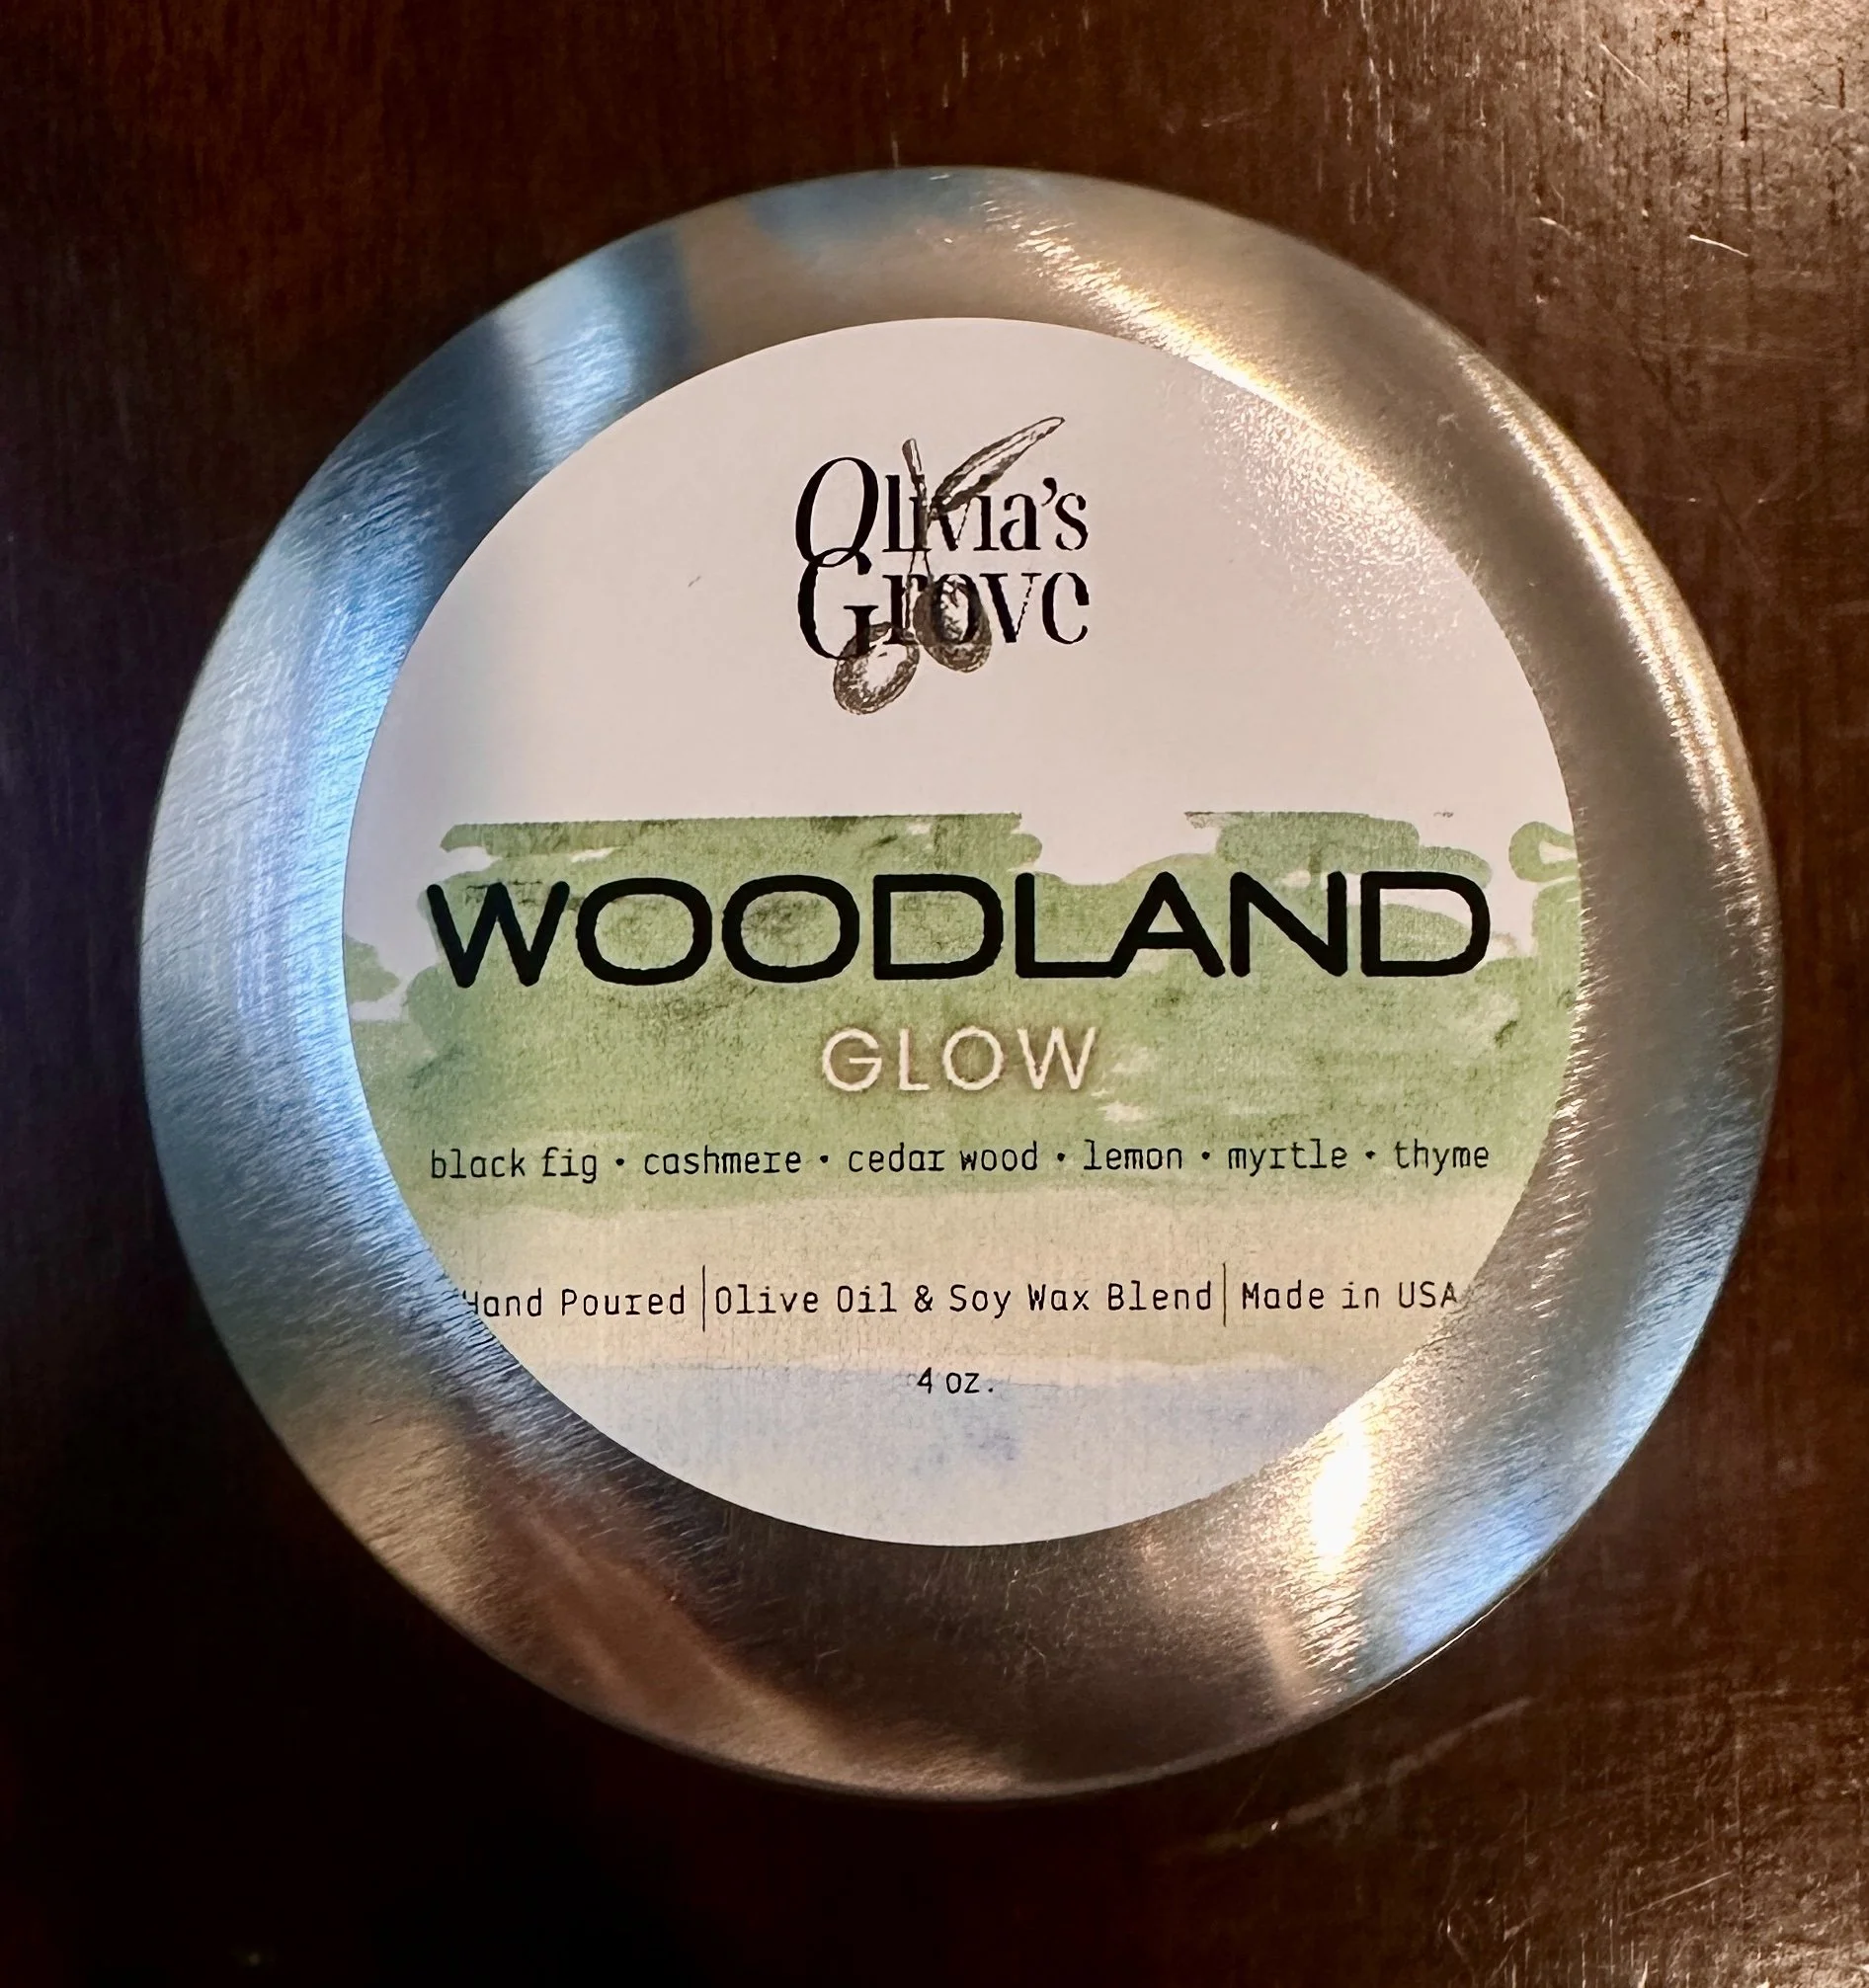 Olivia's
Grove
WOODLAND
GLOW
black fig • cashmere • cedar wood • lemon • myrtle • thyme
Hand Poured | Olive Oil & Soy Wax Blend | Made in USA
4 oz.